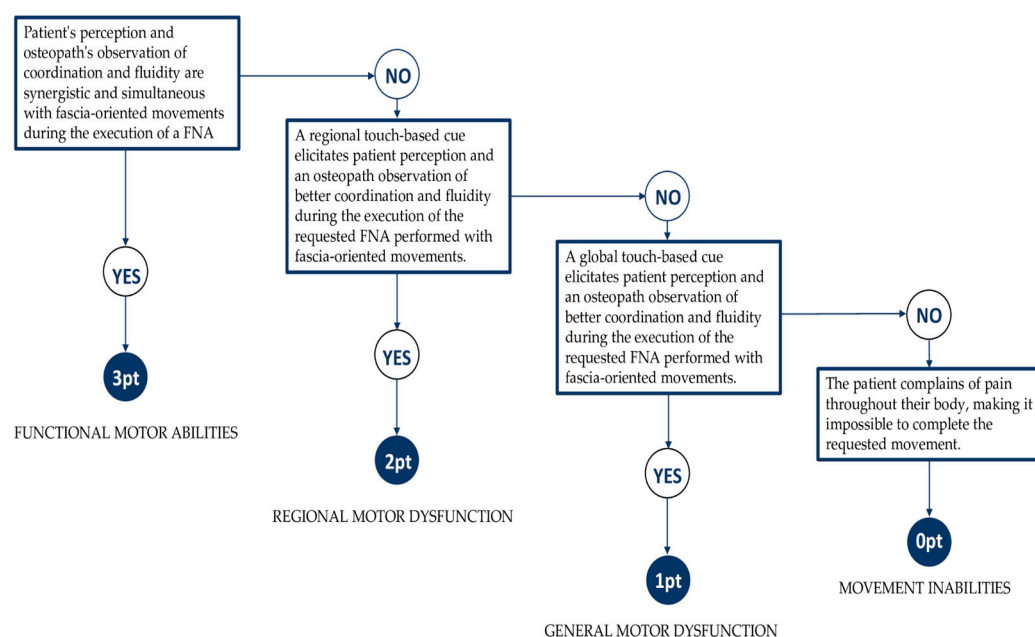 Patient's perception and
osteopath's observation of
coordination and fluidity are
synergistic and simultaneous
with fascia-oriented movements
during the execution of a FNA
NO
A regional touch-based cue
elicitates patient perception and
an osteopath observation of
better coordination and fluidity
during the execution of the
requested FNA performed with
fascia-oriented movements.
NO
YES
A global touch-based cue
elicitates patient perception and
an osteopath observation of
better coordination and fluidity
during the execution of the
requested FNA performed with
fascia-oriented movements.
NO
YES
3pt
The patient complains of pain
throughout their body, making it
impossible to complete the
requested movement.
FUNCTIONAL MOTOR ABILITIES
2pt
YES
REGIONAL MOTOR DYSFUNCTION
0pt
1pt
MOVEMENT INABILITIES
GENERAL MOTOR DYSFUNCTION